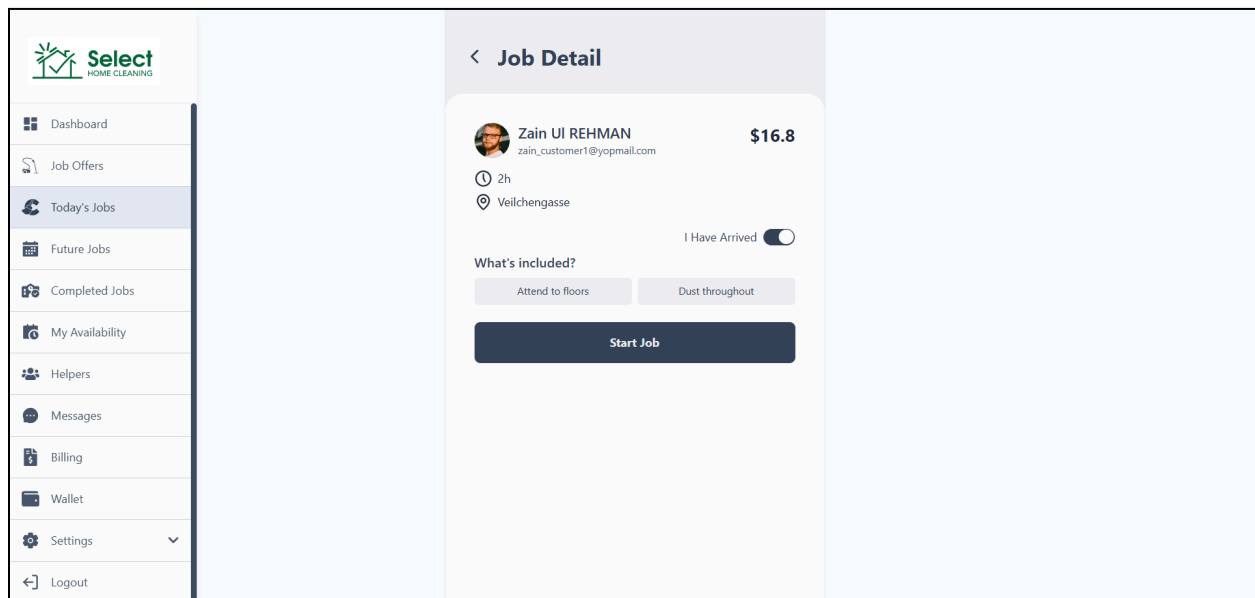 Select
HOME CLEANING
Dashboard
Job Offers
Today's Jobs
Future Jobs
Completed Jobs
My Availability
Helpers
Messages
Billing
Wallet
Settings
Logout
Job Detail
Zain Ul REHMAN
$16.8
zain_customer1@yopmail.com
2h
Veilchengasse
I Have Arrived
What's included?
Attend to floors
Dust throughout
Start Job